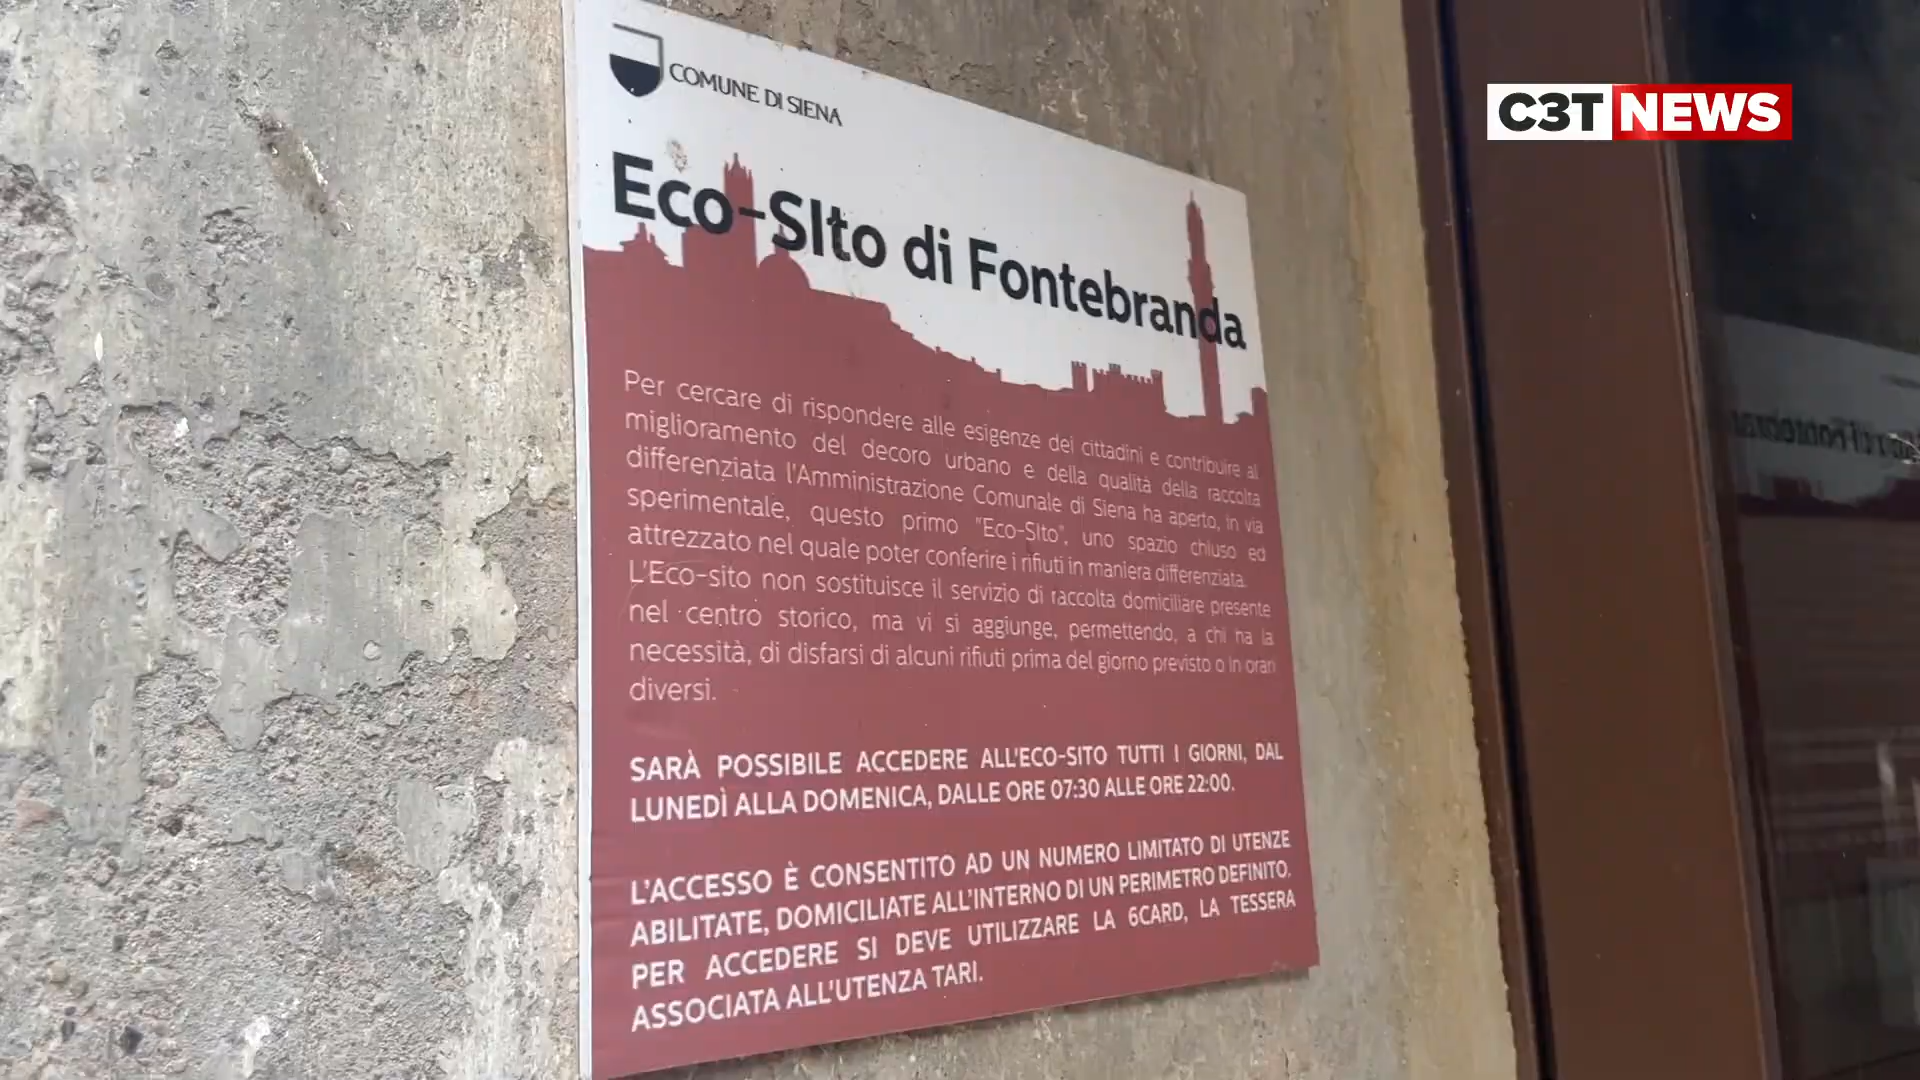 COMUNE DI SIENA
C3T NEWS
Eco-SIto di Fontebranda
Per cercare di rispondere alle esigenze dei cittadini e contribuire al
miglioramento del decoro urbano e della qualità della raccolta
differenziata l'Amministrazione Comunale di Siena ha aperto, in via
sperimentale, questo primo "Eco-SIto", uno spazio chiuso ed
attrezzato nel quale poter conferire i rifiuti in maniera differenziata.
L'Eco-sito non sostituisce il servizio di raccolta domiciliare presente
nel centro storico, ma vi si aggiunge, permettendo, a chi ha la
necessità, di disfarsi di alcuni rifiuti prima del giorno previsto o in orari
diversi.
SARÀ POSSIBILE ACCEDERE ALL'ECO-SITO TUTTI I GIORNI, DAL
LUNEDÌ ALLA DOMENICA, DALLE ORE 07:30 ALLE ORE 22:00.
L'ACCESSO È CONSENTITO AD UN NUMERO LIMITATO DI UTENZE
ABILITATE, DOMICILIATE ALL'INTERNO DI UN PERIMETRO DEFINITO.
PER ACCEDERE SI DEVE UTILIZZARE LA 6CARD, LA TESSERA
ASSOCIATA ALL'UTENZA TARI.